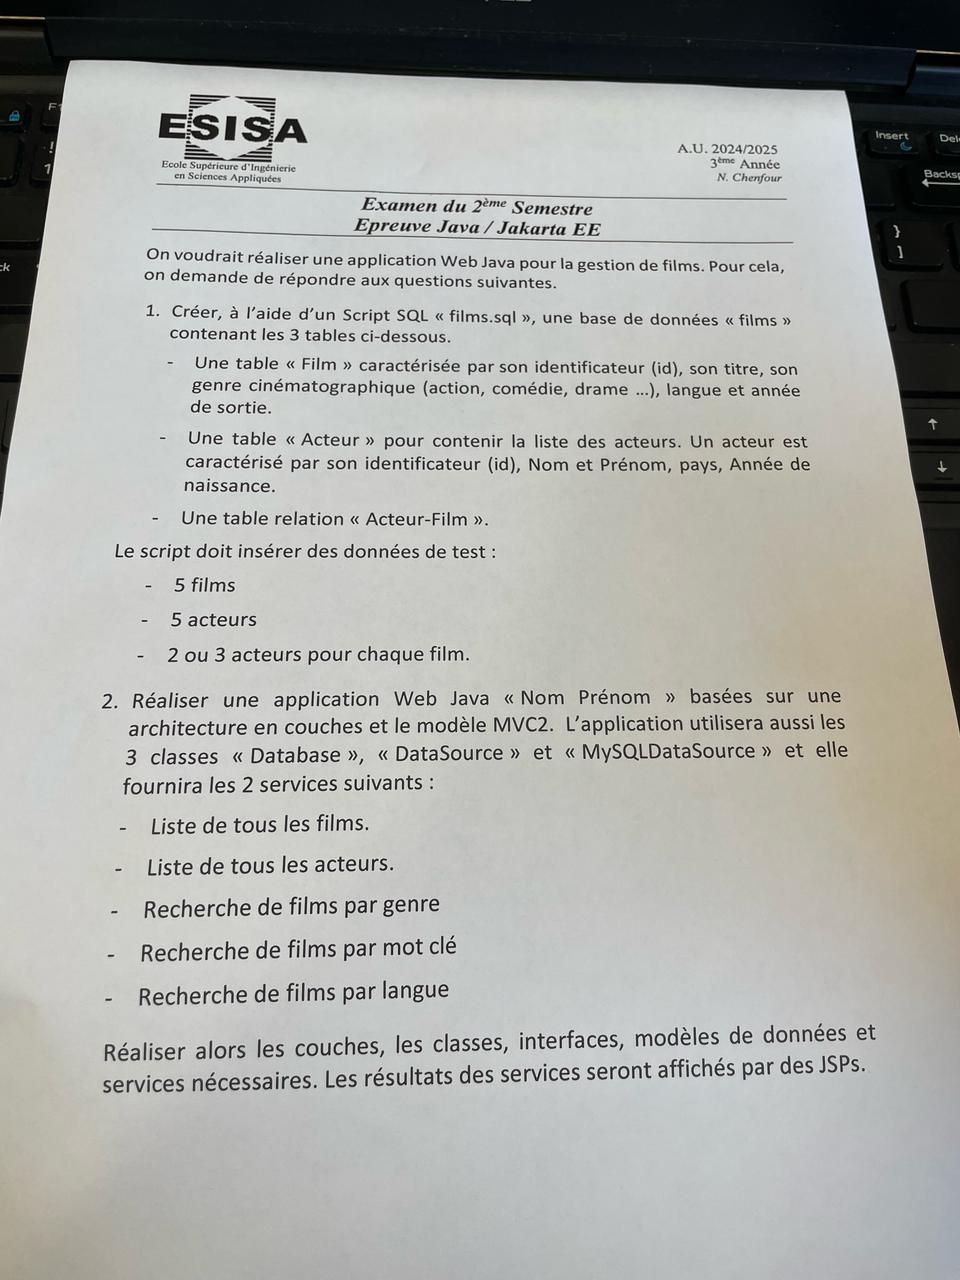 ESISA
Ecole Supérieure d'Ingénierie
en Sciences Appliquées
A.U. 2024/2025
3ème Année
N. Chenfour
Examen du 2ème Semestre
Epreuve Java / Jakarta EE
On voudrait réaliser une application Web Java pour la gestion de films. Pour cela,
on demande de répondre aux questions suivantes.
1. Créer, à l'aide d'un Script SQL « films.sql », une base de données « films »
contenant les 3 tables ci-dessous.
- Une table « Film » caractérisée par son identificateur (id), son titre, son
genre cinématographique (action, comédie, drame ...), langue et année
de sortie.
- Une table « Acteur » pour contenir la liste des acteurs. Un acteur est
caractérisé par son identificateur (id), Nom et Prénom, pays, Année de
naissance.
- Une table relation « Acteur-Film ».
Le script doit insérer des données de test :
- 5 films
- 5 acteurs
- 2 ou 3 acteurs pour chaque film.
2. Réaliser une application Web Java « Nom Prénom » basées sur une
architecture en couches et le modèle MVC2. L'application utilisera aussi les
3 classes « Database », « DataSource » et « MySQLDataSource » et elle
fournira les 2 services suivants :
- Liste de tous les films.
- Liste de tous les acteurs.
- Recherche de films par genre
- Recherche de films par mot clé
- Recherche de films par langue
Réaliser alors les couches, les classes, interfaces, modèles de données et
services nécessaires. Les résultats des services seront affichés par des JSPs.
Insert
Backsp
}
]
!
1
↑
↓